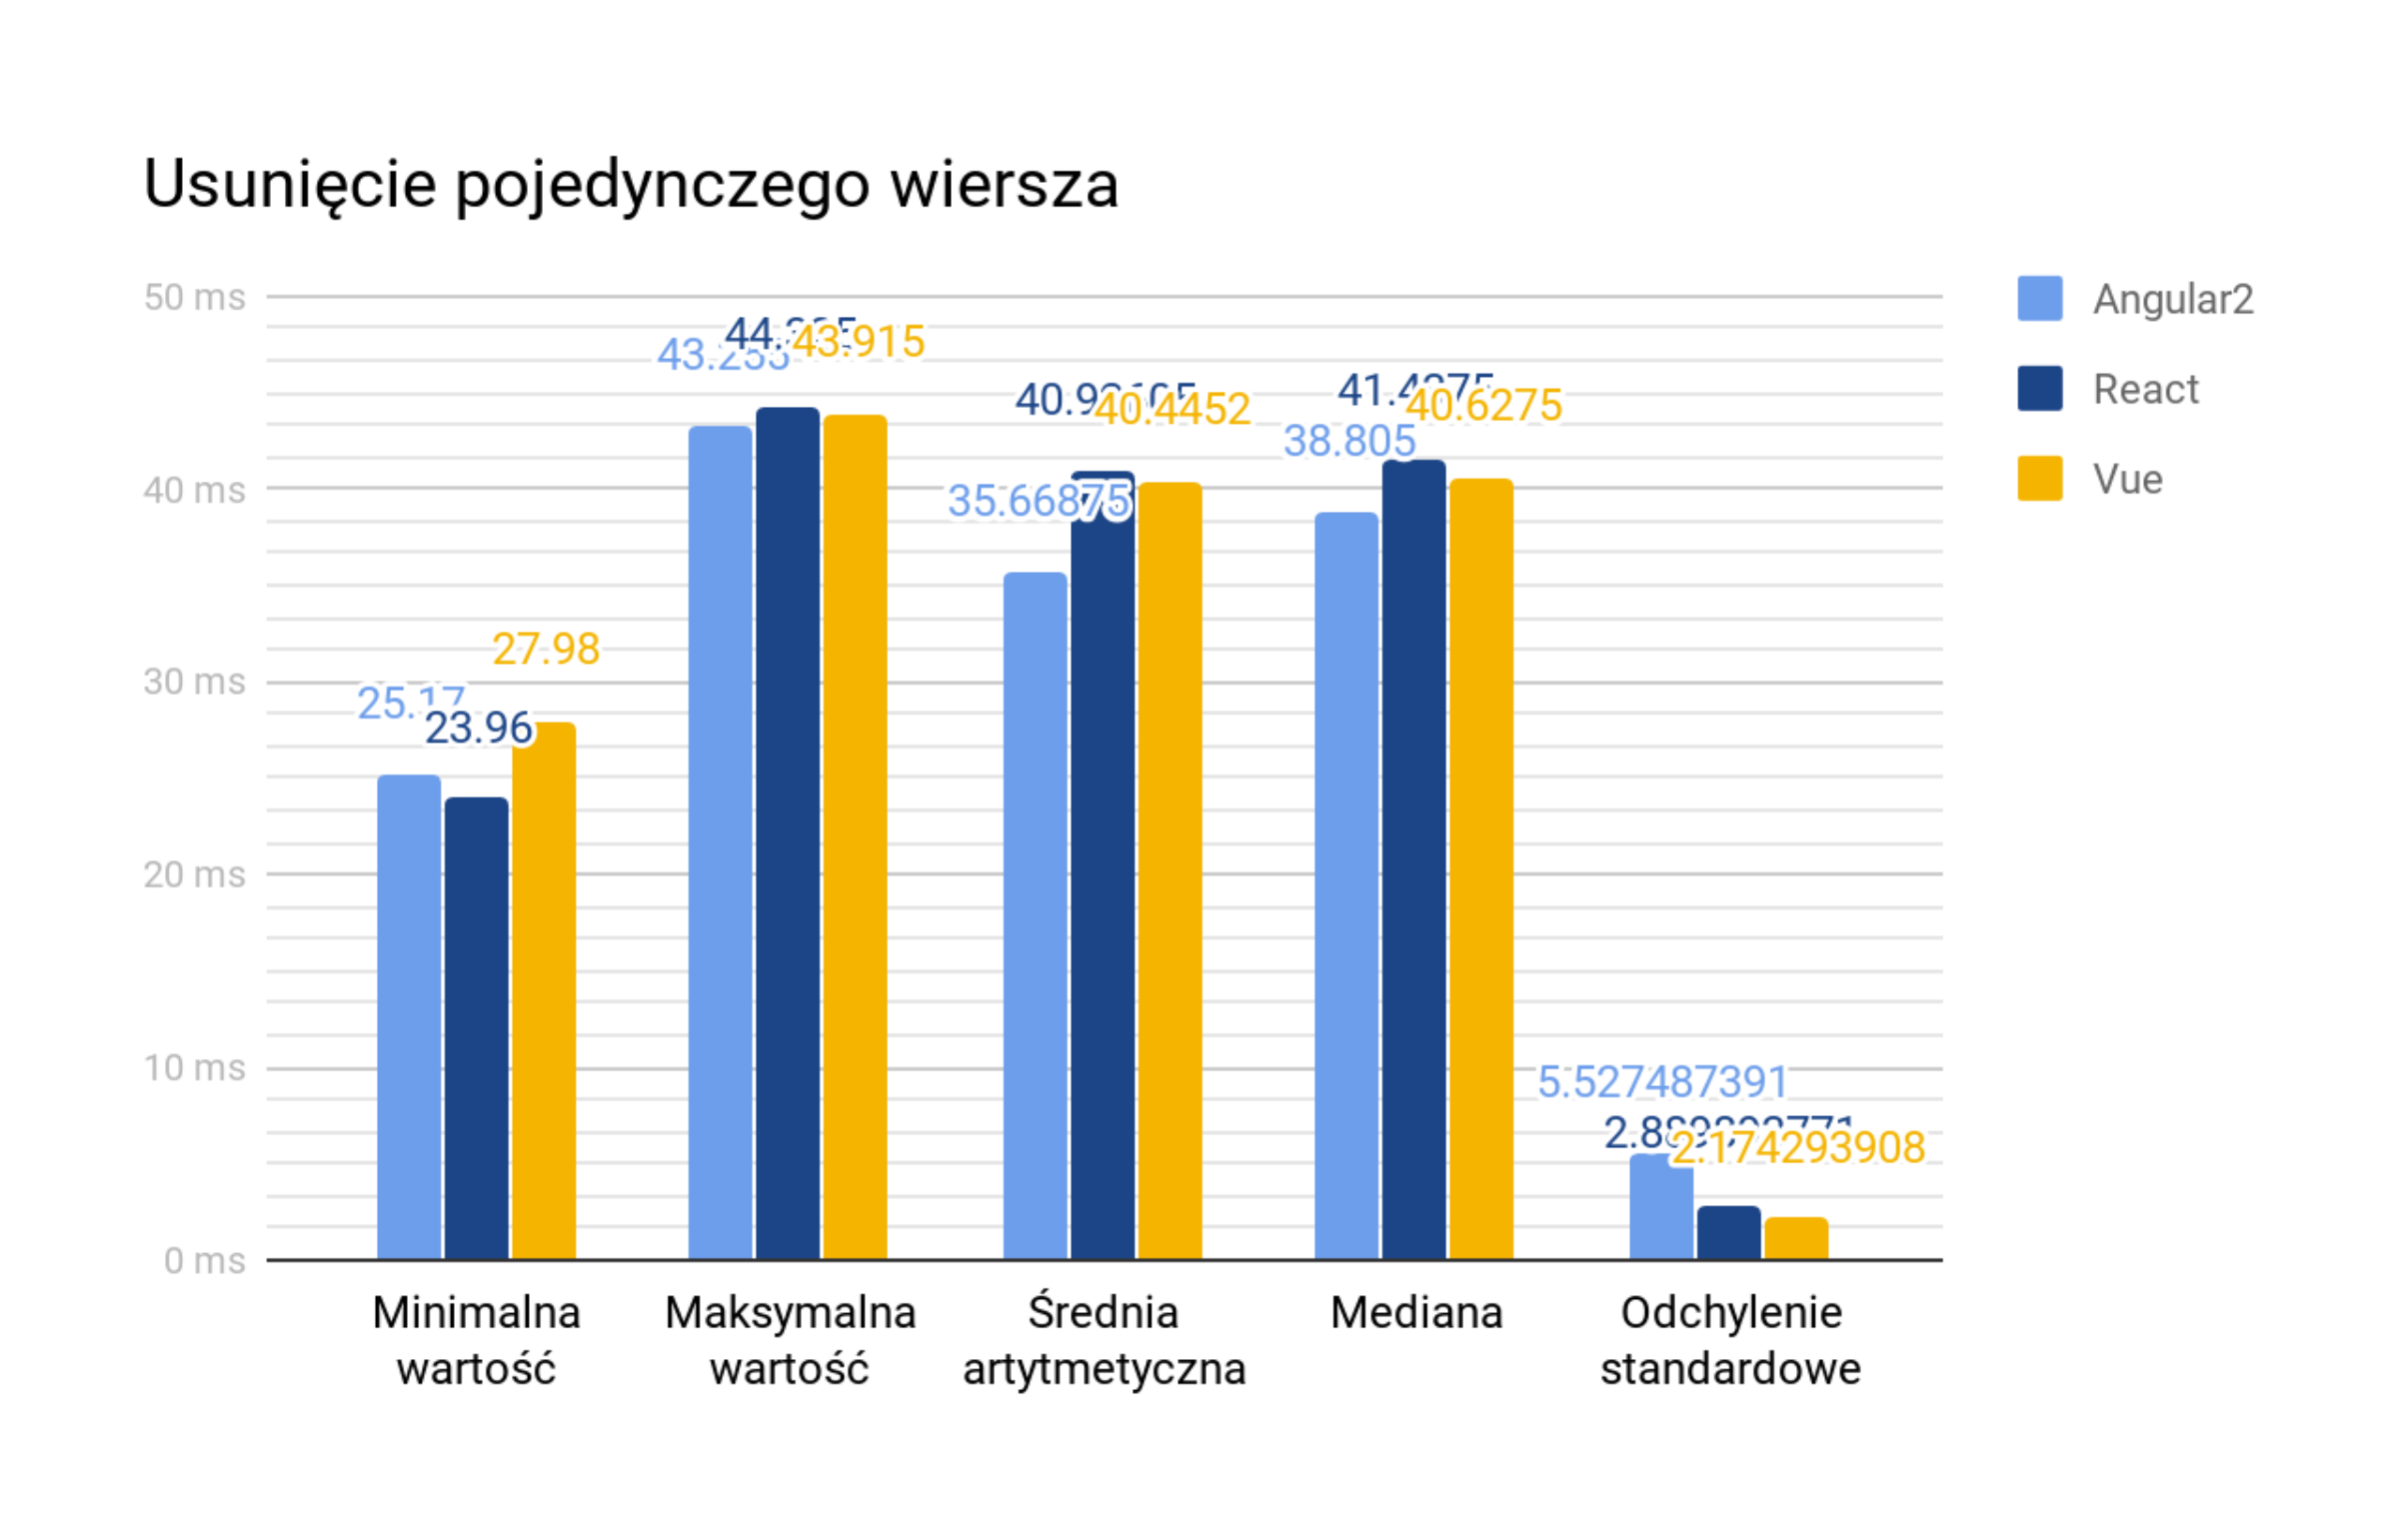 Usunięcie pojedynczego wiersza
50 ms
40 ms
30 ms
20 ms
10 ms
0 ms
25.17
23.96
27.98
43.915
35.66875
40.4452
38.805
40.6275
5.527487391
2.174293908
Minimalna
wartość
Maksymalna
wartość
Średnia
artytmetyczna
Mediana
Odchylenie
standardowe
Angular2
React
Vue